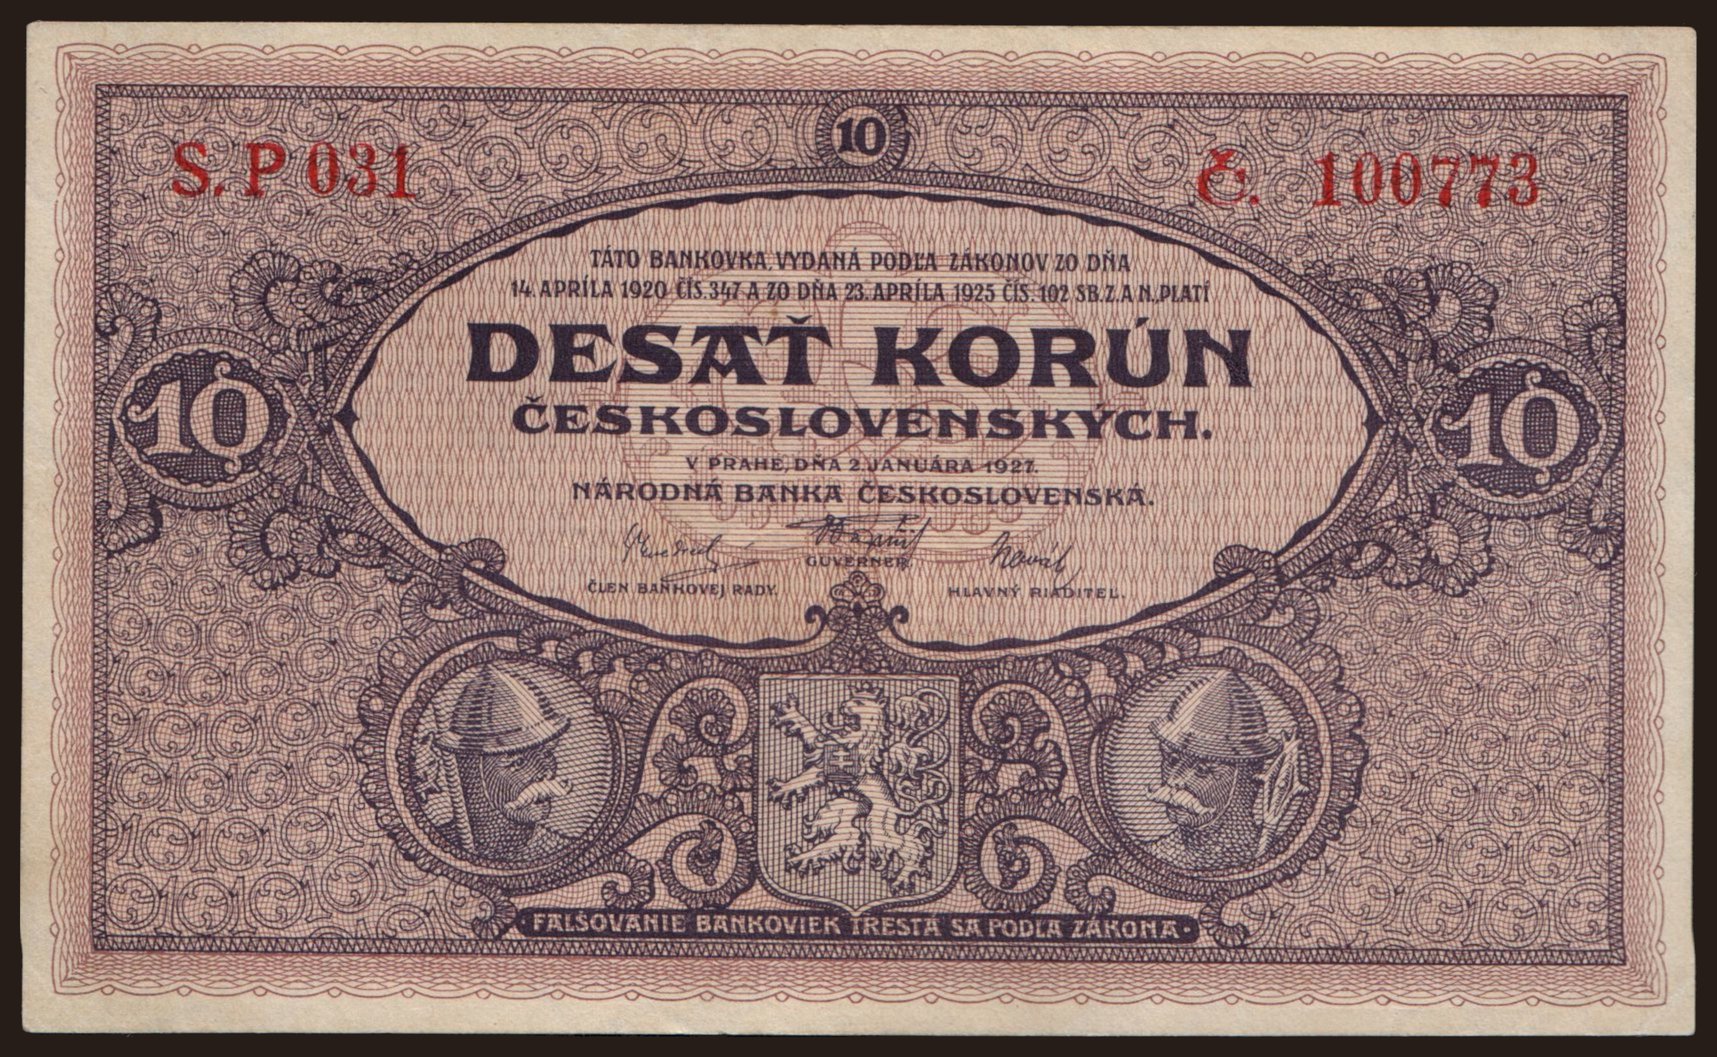 10
S. P 031
Č. 100773
TÁTO BANKOVKA, VYDANÁ PODĽA ZÁKONOV ZO DŇA
14. APRÍLA 1920 ČÍS. 347 A ZO DŇA 23. APRÍLA 1925 ČÍS. 102 SB. Z. A N., PLATÍ
DESAŤ KORÚN
10
10
ČESKOSLOVENSKÝCH.
V PRAHE, DŇA 2. JANUÁRA 1927.
NÁRODNÁ BANKA ČESKOSLOVENSKÁ.
GUVERNER.
ČLEN BANKOVEJ RADY.
HLAVNÝ RIADITEĽ.
FALŠOVANIE BANKOVIEK TRESTÁ SA PODĽA ZÁKONA